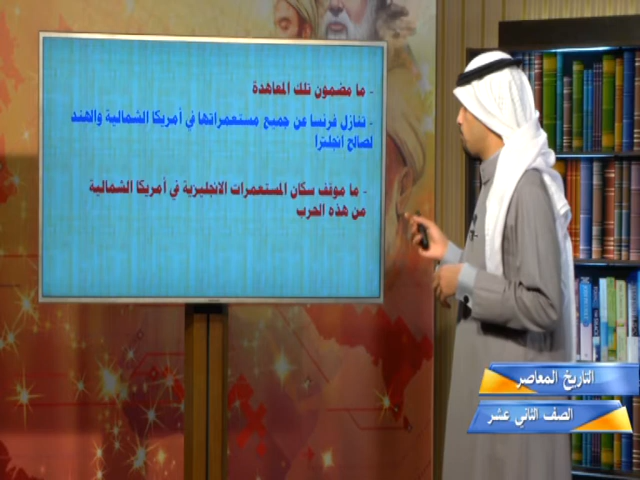 - ما مضمون تلك المعاهدة
- تنازل فرنسا عن جميع مستعمراتها في أمريكا الشمالية والهند
لصالح انجلترا
- ما موقف سكان المستعمرات الانجليزية في أمريكا الشمالية
من هذه الحرب
التاريخ المعاصر
الصف الثاني عشر